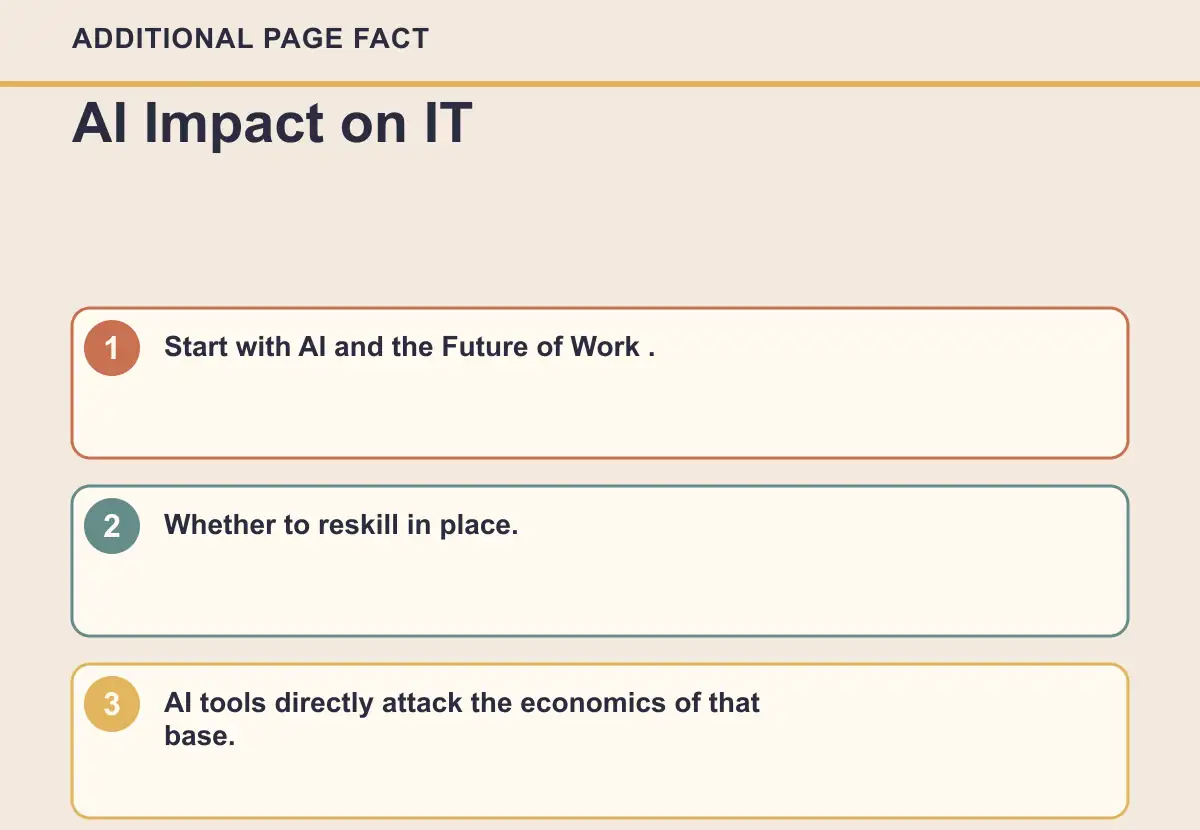 ADDITIONAL PAGE FACT
AI Impact on IT
1
Start with AI and the Future of Work .
2
Whether to reskill in place.
3
AI tools directly attack the economics of that
base.